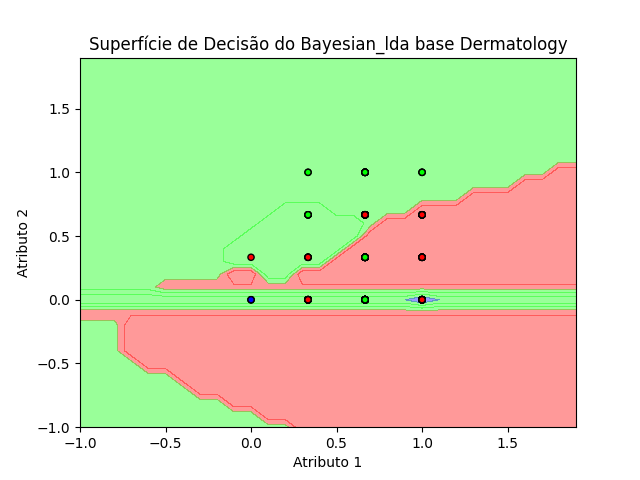 Superfície de Decisão do Bayesian_lda base Dermatology
1.5
1.0
0.5
0.0
−0.5
−1.0
Atributo 2
−1.0 −0.5 0.0 0.5 1.0 1.5
Atributo 1